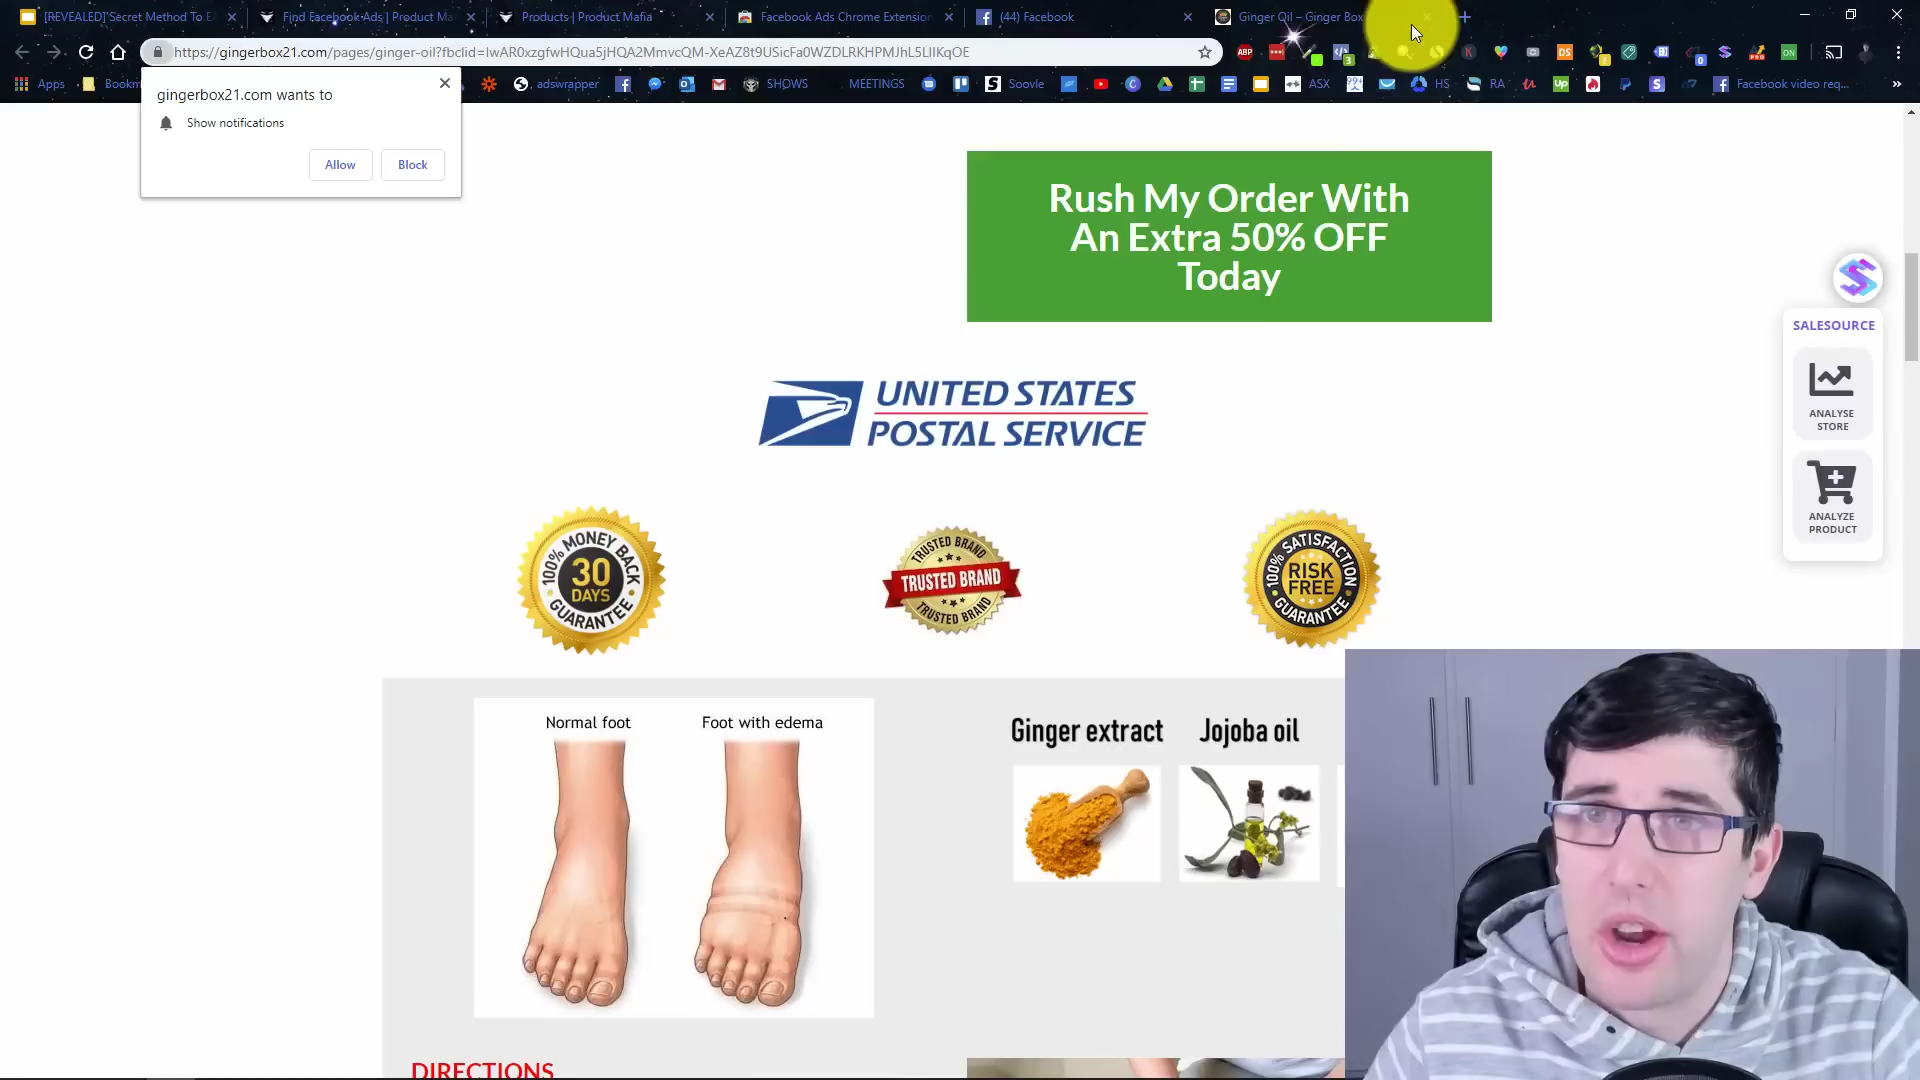 [REVEALED]"Secret Method To E
Find Facebook Ads | Product Ma
Products | Product Mafia
Facebook Ads Chrome Extension
(44) Facebook
Ginger Oil – Ginger Box
https://gingerbox21.com/pages/ginger-oil?fbclid=IwAR0xzgfwHQua5jHQA2MmvcQM-XeAZ8t9USicFa0WZDLRKHPMJhL5LIIKqOE
Apps
Bookm
adswrapper
SHOWS
MEETINGS
Soovle
ASX
HS
RA
Facebook video req...
gingerbox21.com wants to
Show notifications
Allow
Block
Rush My Order With
An Extra 50% OFF
Today
UNITED STATES
POSTAL SERVICE
SALESOURCE
ANALYSE
STORE
ANALYZE
PRODUCT
100% MONEY BACK
30
DAYS
GUARANTEE
TRUSTED BRAND
TRUSTED BRAND
TRUSTED BRAND
100% SATISFACTION
RISK
FREE
GUARANTEE
Normal foot
Foot with edema
Ginger extract
Jojoba oil
DIRECTIONS